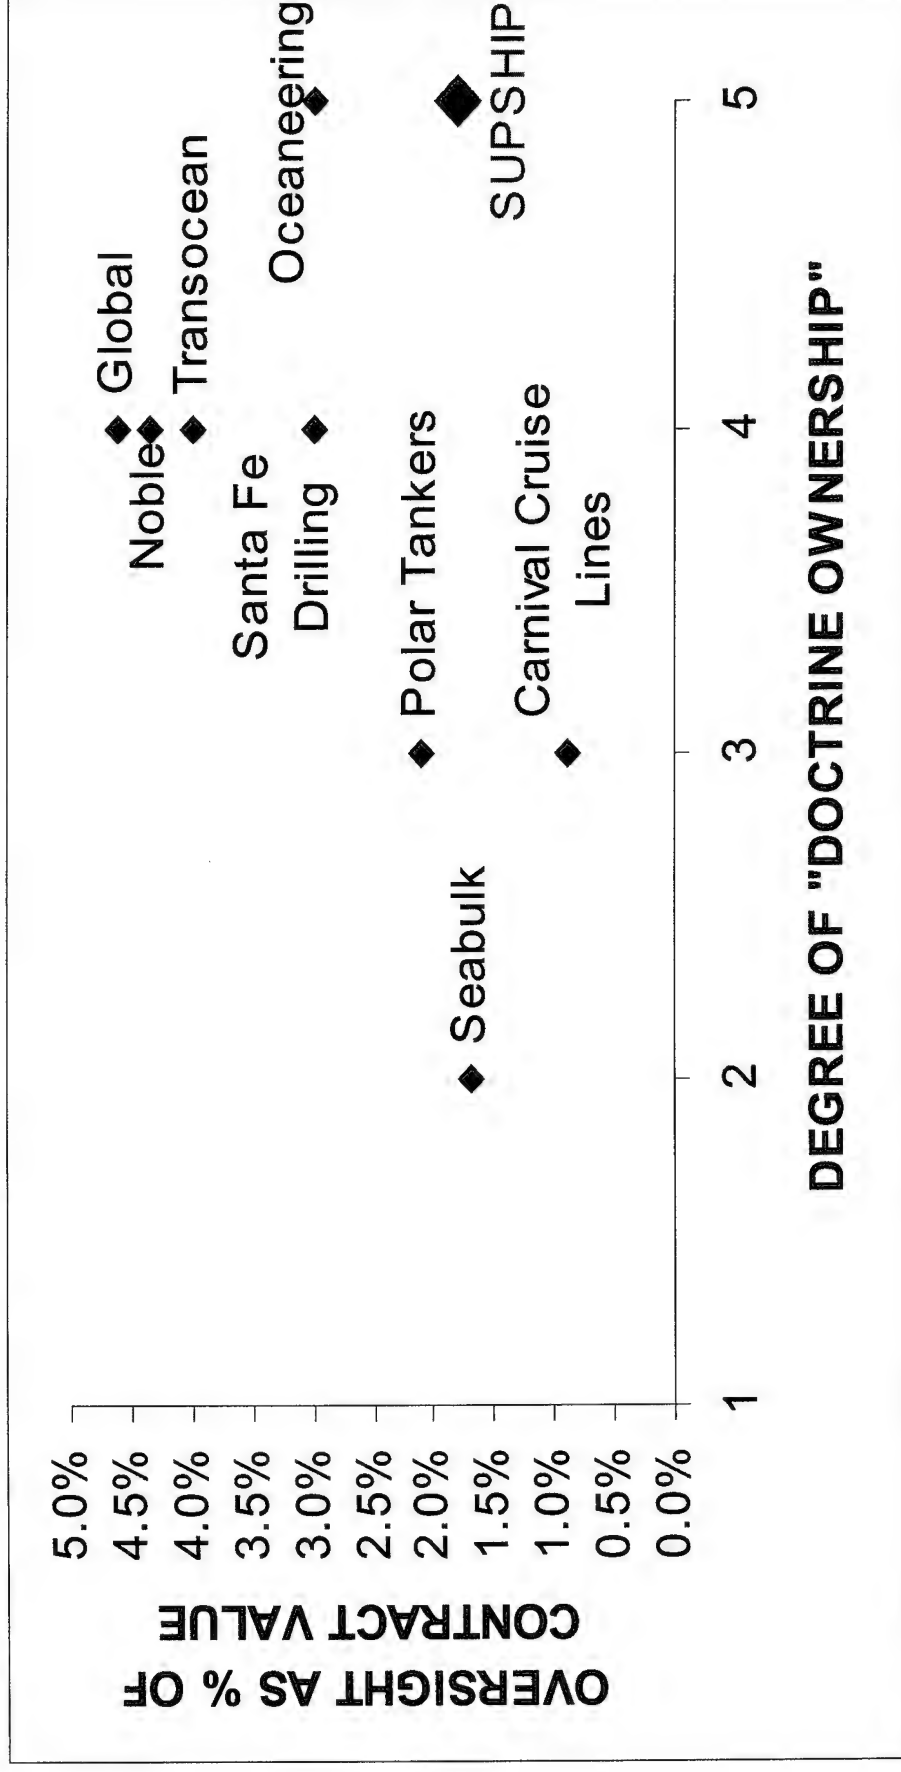 OVERSIGHT AS % OF
CONTRACT VALUE
5.0%
4.5%
4.0%
3.5%
3.0%
2.5%
2.0%
1.5%
1.0%
0.5%
0.0%
Global
Noble
Transocean
Santa Fe
Drilling
Oceaneering
Polar Tankers
SUPSHIP
Seabulk
Carnival Cruise
Lines
1
2
3
4
5
DEGREE OF "DOCTRINE OWNERSHIP"